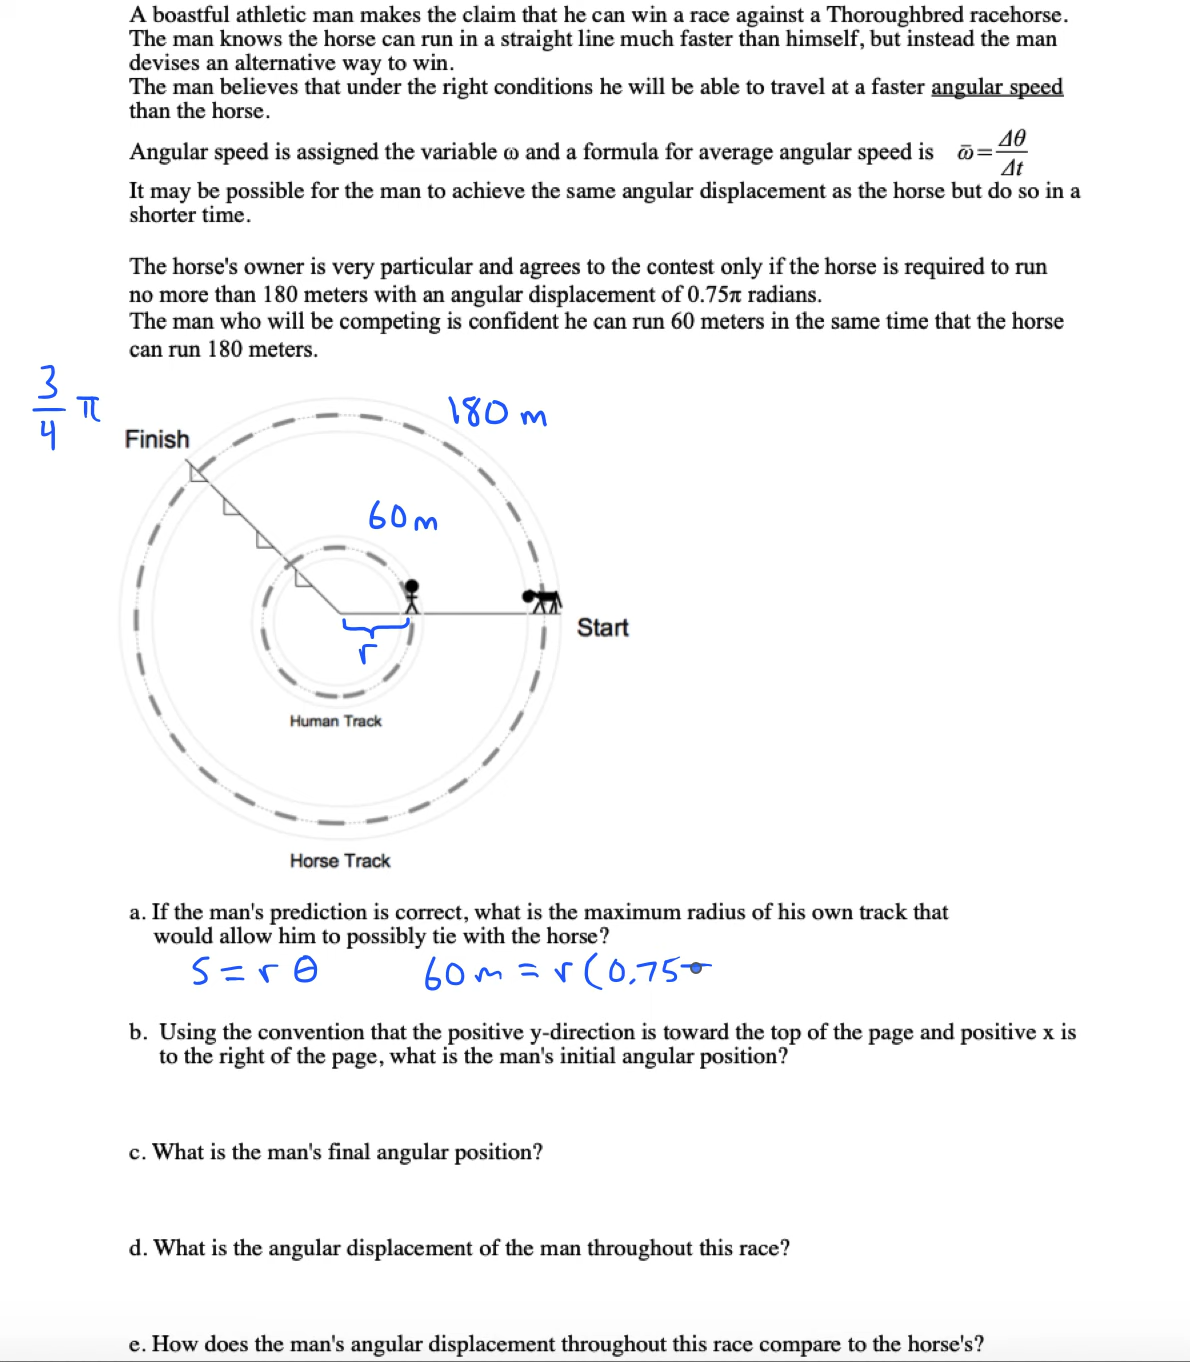 A boastful athletic man makes the claim that he can win a race against a Thoroughbred racehorse.
The man knows the horse can run in a straight line much faster than himself, but instead the man
devises an alternative way to win.
The man believes that under the right conditions he will be able to travel at a faster angular speed
than the horse.
Angular speed is assigned the variable ω and a formula for average angular speed is ω̄=Δθ/Δt
It may be possible for the man to achieve the same angular displacement as the horse but do so in a
shorter time.
The horse's owner is very particular and agrees to the contest only if the horse is required to run
no more than 180 meters with an angular displacement of 0.75π radians.
The man who will be competing is confident he can run 60 meters in the same time that the horse
can run 180 meters.
3/4 π
180 m
Finish
60 m
Start
r
Human Track
Horse Track
a. If the man's prediction is correct, what is the maximum radius of his own track that
would allow him to possibly tie with the horse?
S = r θ 60 m = r (0.75
b. Using the convention that the positive y-direction is toward the top of the page and positive x is
to the right of the page, what is the man's initial angular position?
c. What is the man's final angular position?
d. What is the angular displacement of the man throughout this race?
e. How does the man's angular displacement throughout this race compare to the horse's?